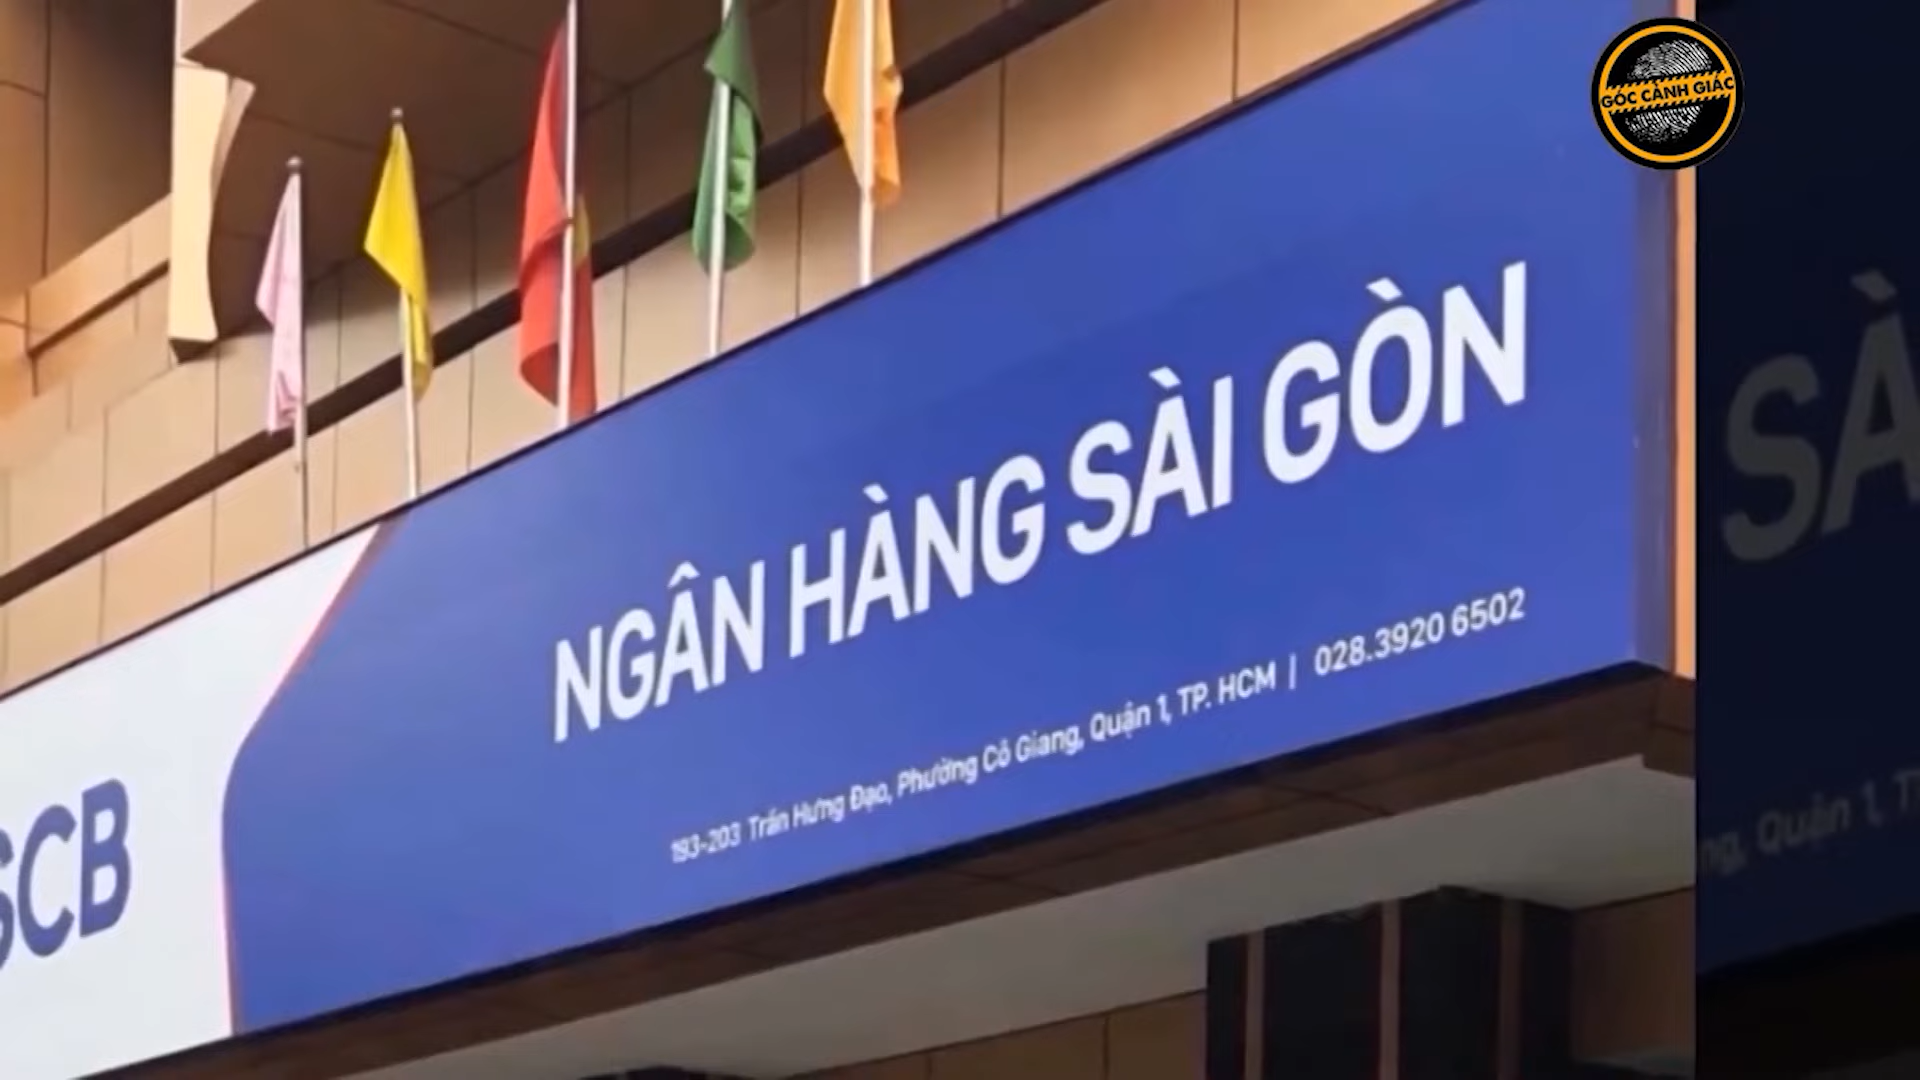 GÓC CẢNH GIÁC
NGÂN HÀNG SÀI GÒN
193-203 Trần Hưng Đạo, Phường Cô Giang, Quận 1, TP. HCM | 028.3920 6502
SCB
SÀ
ng, Quận 1, T